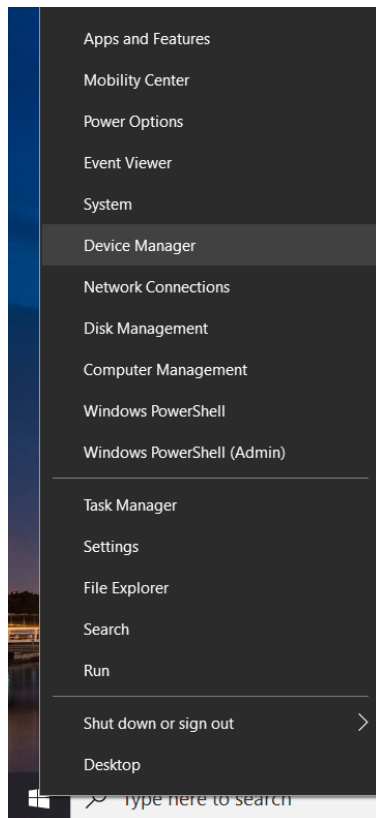 Apps and Features
Mobility Center
Power Options
Event Viewer
System
Device Manager
Network Connections
Disk Management
Computer Management
Windows PowerShell
Windows PowerShell (Admin)
Task Manager
Settings
File Explorer
Search
Run
Shut down or sign out
Desktop
Type here to search